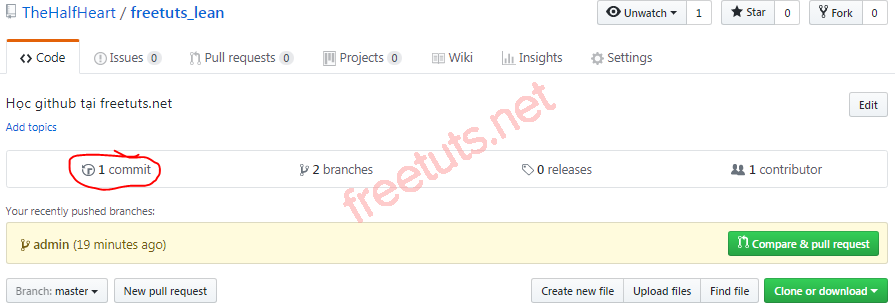 TheHalfHeart / freetuts_lean
Unwatch 1 Star 0 Fork 0
Code Issues 0 Pull requests 0 Projects 0 Wiki Insights Settings
Học github tại freetuts.net
Edit
Add topics
1 commit 2 branches 0 releases 1 contributor
freetuts.net
Your recently pushed branches:
admin (19 minutes ago)
Compare & pull request
Branch: master New pull request Create new file Upload files Find file Clone or download